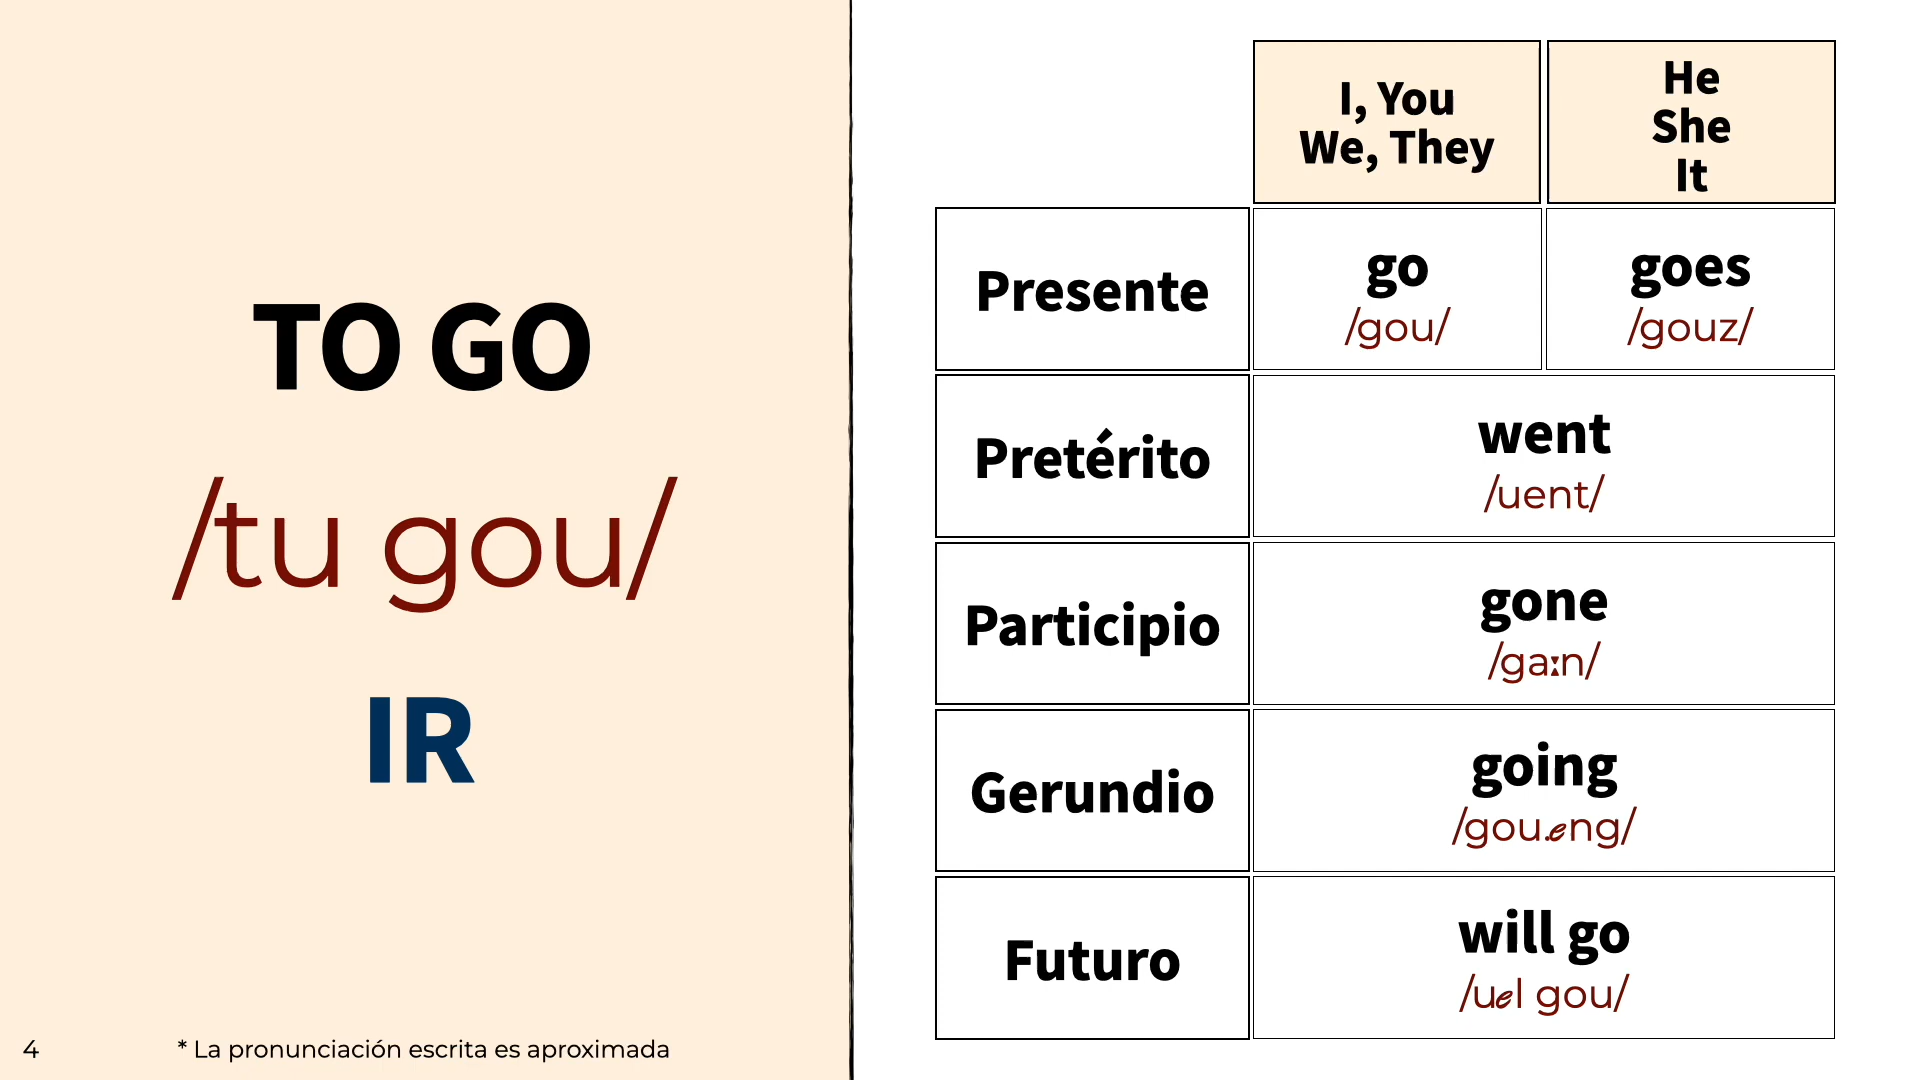 TO GO
/tu gou/
IR
4
* La pronunciación escrita es aproximada
I, You
We, They
He
She
It
Presente
go
/gou/
goes
/gouz/
Pretérito
went
/uent/
Participio
gone
/gaːn/
Gerundio
going
/gou.ℯng/
Futuro
will go
/uℯl gou/